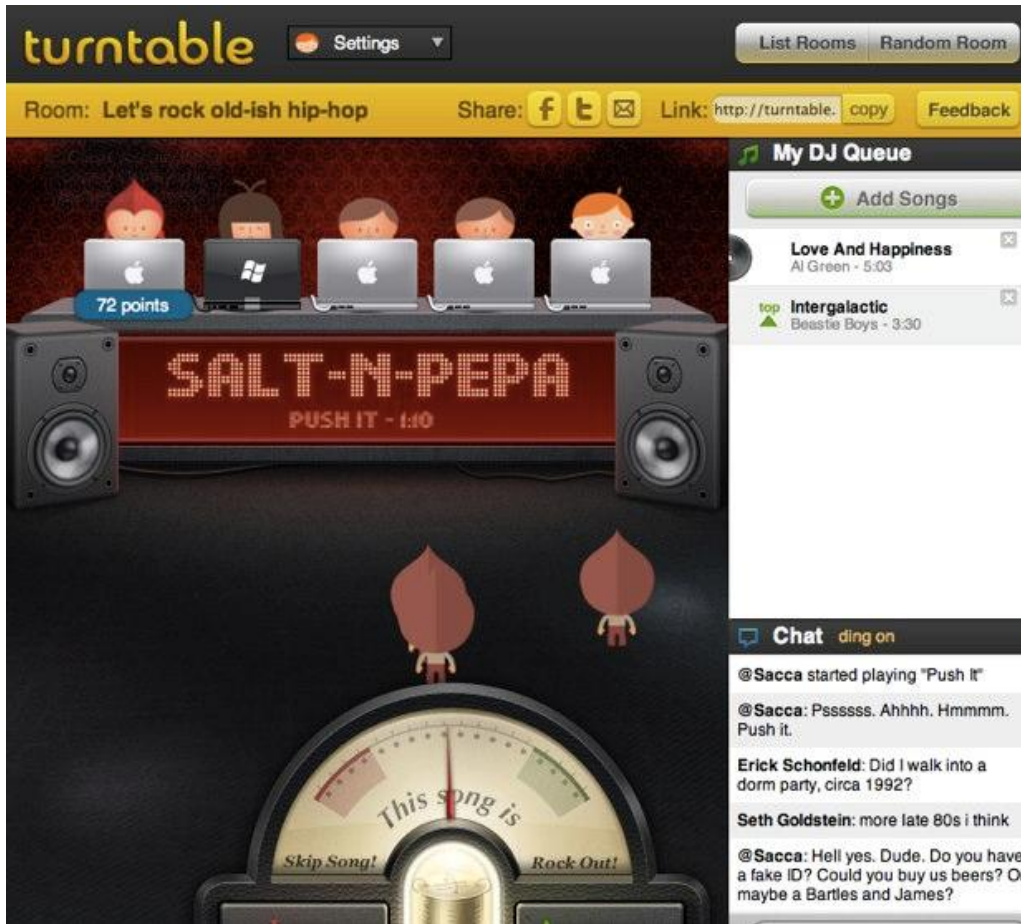 turntable
Settings
List Rooms
Random Room
Room: Let's rock old-ish hip-hop
Share:
Link: http://turntable.
copy
Feedback
My DJ Queue
Add Songs
Love And Happiness
Al Green - 5:03
top
Intergalactic
Beastie Boys - 3:30
72 points
SALT-N-PEPA
PUSH IT - 1:10
Chat ding on
@Sacca started playing "Push It"
@Sacca: Pssssss. Ahhhh. Hmmmm.
Push it.
Erick Schonfeld: Did I walk into a
dorm party, circa 1992?
Seth Goldstein: more late 80s i think
@Sacca: Hell yes. Dude. Do you have
a fake ID? Could you buy us beers? O
maybe a Bartles and James?
This song is
Skip Song!
Rock Out!